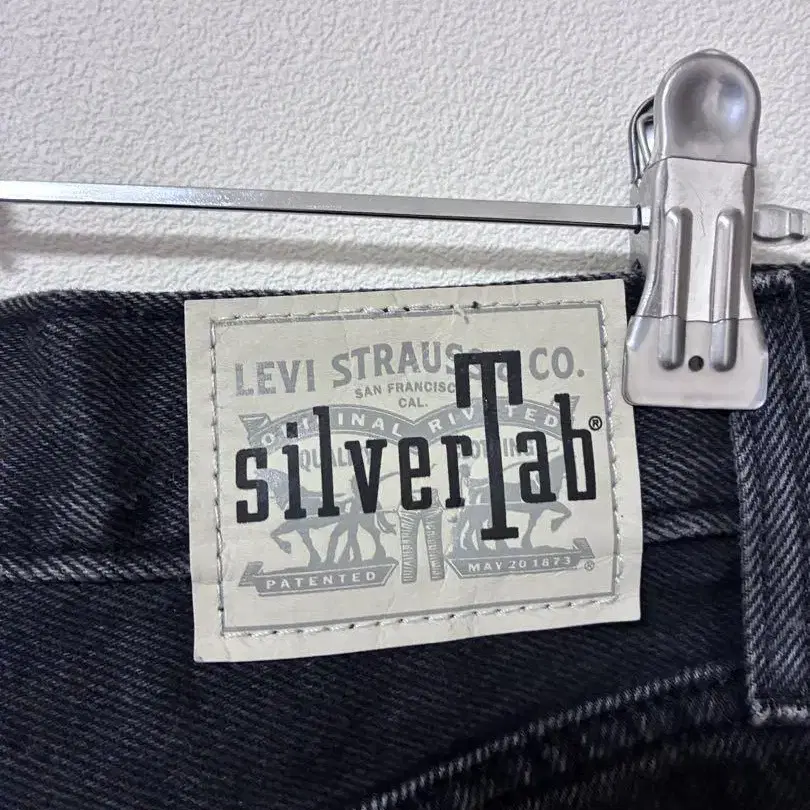 LEVI STRAUSS & CO.
SAN FRANCISCO
CAL.
ORIGINAL RIVETED
QUALITY CLOTHING
silverTab®
PATENTED
MAY 20 1873 ®